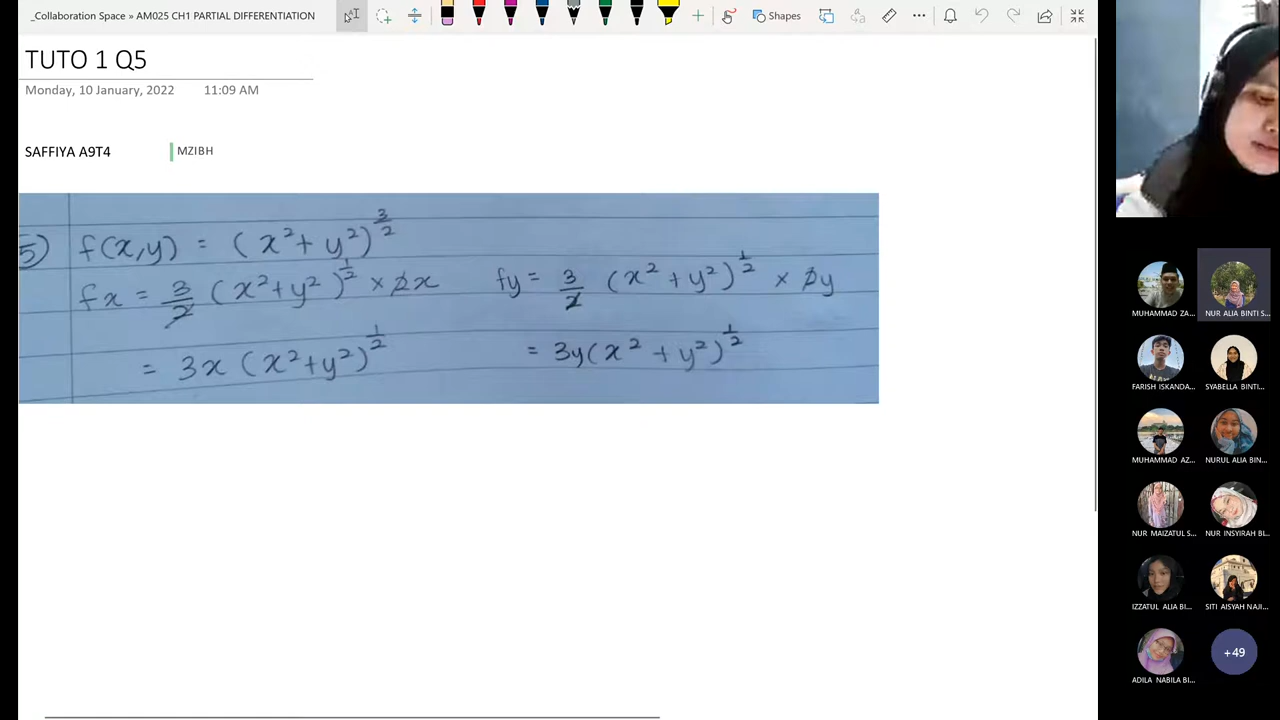 _Collaboration Space » AM025 CH1 PARTIAL DIFFERENTIATION
Shapes
TUTO 1 Q5
Monday, 10 January, 2022 11:09 AM
SAFFIYA A9T4
MZIBH
5) f(x,y) = (x²+ y²)^(3/2)
fx = 3/2 (x²+y²)^(1/2) × 2x
= 3x (x²+y²)^(1/2)
fy = 3/2 (x² + y²)^(1/2) × 2y
= 3y(x² + y²)^(1/2)
MUHAMMAD ZA...
NUR ALIA BINTI S...
FARISH ISKANDA...
SYABELLA BINTI...
MUHAMMAD AZ...
NURUL ALIA BIN...
NUR MAIZATUL S...
NUR INSYIRAH BI...
IZZATUL ALIA BI...
SITI AISYAH NAJI...
ADILA NABILA BI...
+49